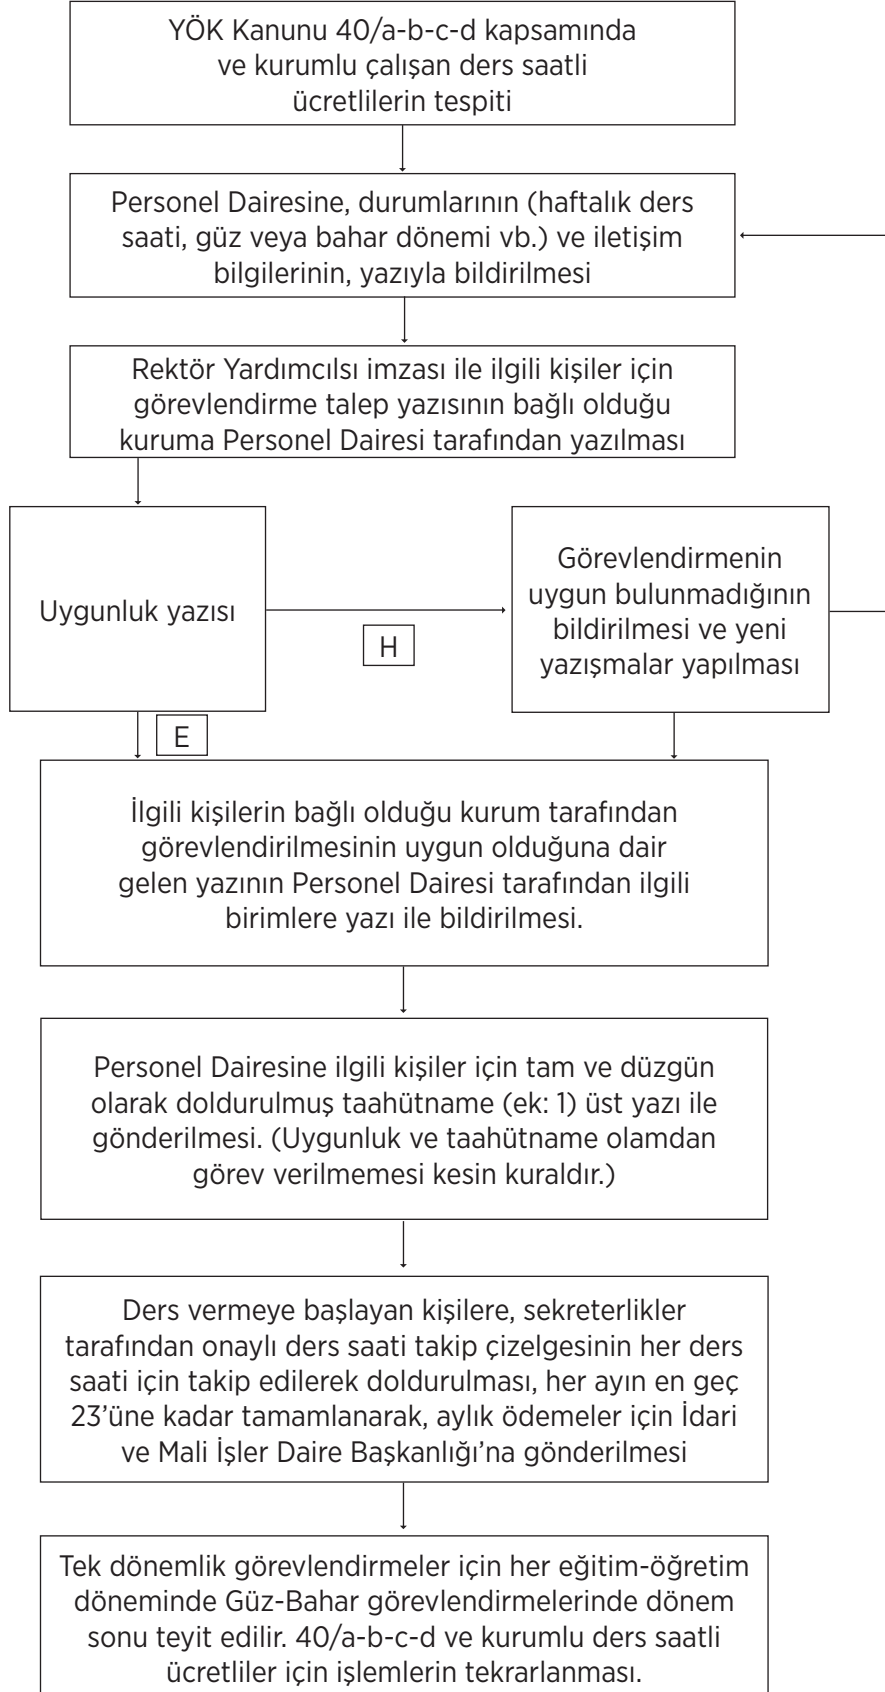 YÖK Kanunu 40/a-b-c-d kapsamında
ve kurumlu çalışan ders saatli
ücretlilerin tespiti
Personel Dairesine, durumlarının (haftalık ders
saati, güz veya bahar dönemi vb.) ve iletişim
bilgilerinin, yazıyla bildirilmesi
Rektör Yardımcılsı imzası ile ilgili kişiler için
görevlendirme talep yazısının bağlı olduğu
kuruma Personel Dairesi tarafından yazılması
Uygunluk yazısı
H
Görevlendirmenin
uygun bulunmadığının
bildirilmesi ve yeni
yazışmalar yapılması
E
İlgili kişilerin bağlı olduğu kurum tarafından
görevlendirilmesinin uygun olduğuna dair
gelen yazının Personel Dairesi tarafından ilgili
birimlere yazı ile bildirilmesi.
Personel Dairesine ilgili kişiler için tam ve düzgün
olarak doldurulmuş taahütname (ek: 1) üst yazı ile
gönderilmesi. (Uygunluk ve taahütname olamdan
görev verilmemesi kesin kuraldır.)
Ders vermeye başlayan kişilere, sekreterlikler
tarafından onaylı ders saati takip çizelgesinin her ders
saati için takip edilerek doldurulması, her ayın en geç
23’üne kadar tamamlanarak, aylık ödemeler için İdari
ve Mali İşler Daire Başkanlığı’na gönderilmesi
Tek dönemlik görevlendirmeler için her eğitim-öğretim
döneminde Güz-Bahar görevlendirmelerinde dönem
sonu teyit edilir. 40/a-b-c-d ve kurumlu ders saatli
ücretliler için işlemlerin tekrarlanması.